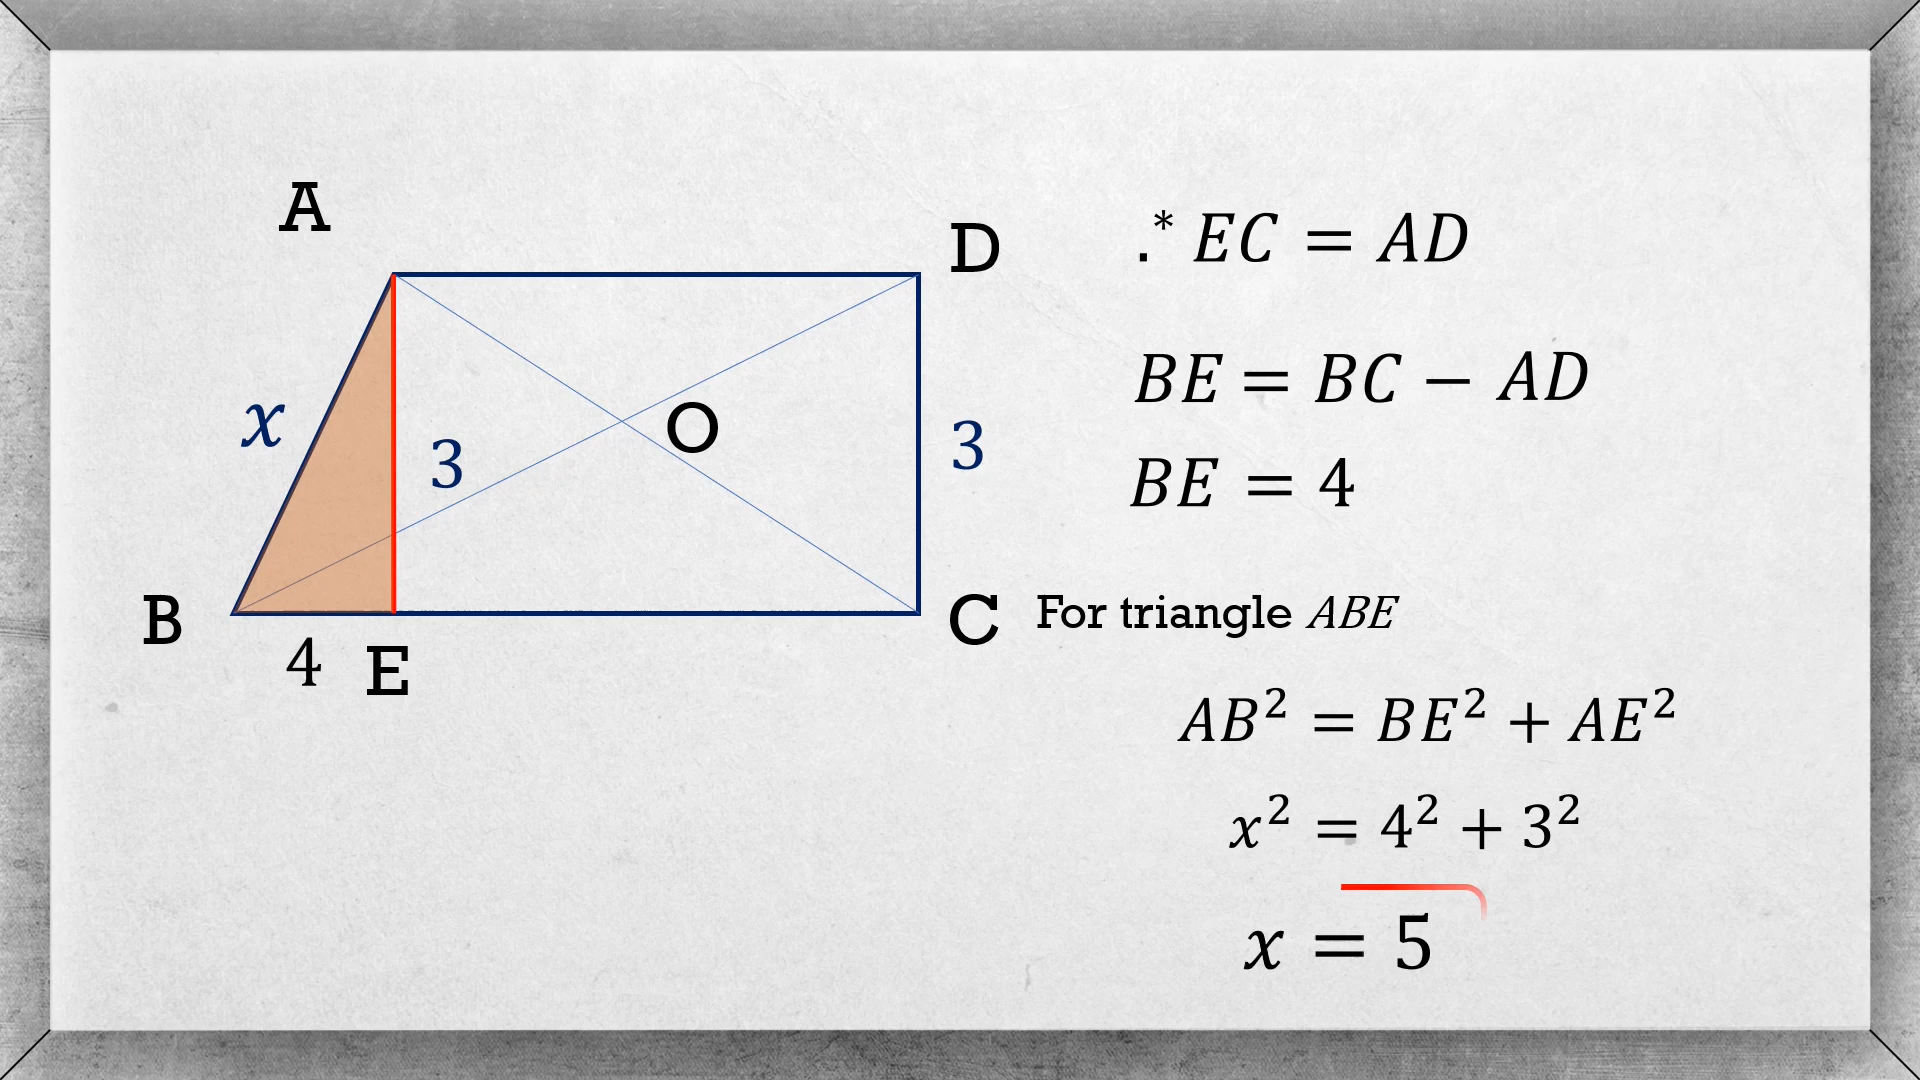 A
D
x
3
O
3
B
4
E
C
.* EC = AD
BE = BC − AD
BE = 4
For triangle ABE
AB² = BE² + AE²
x² = 4² + 3²
x = 5